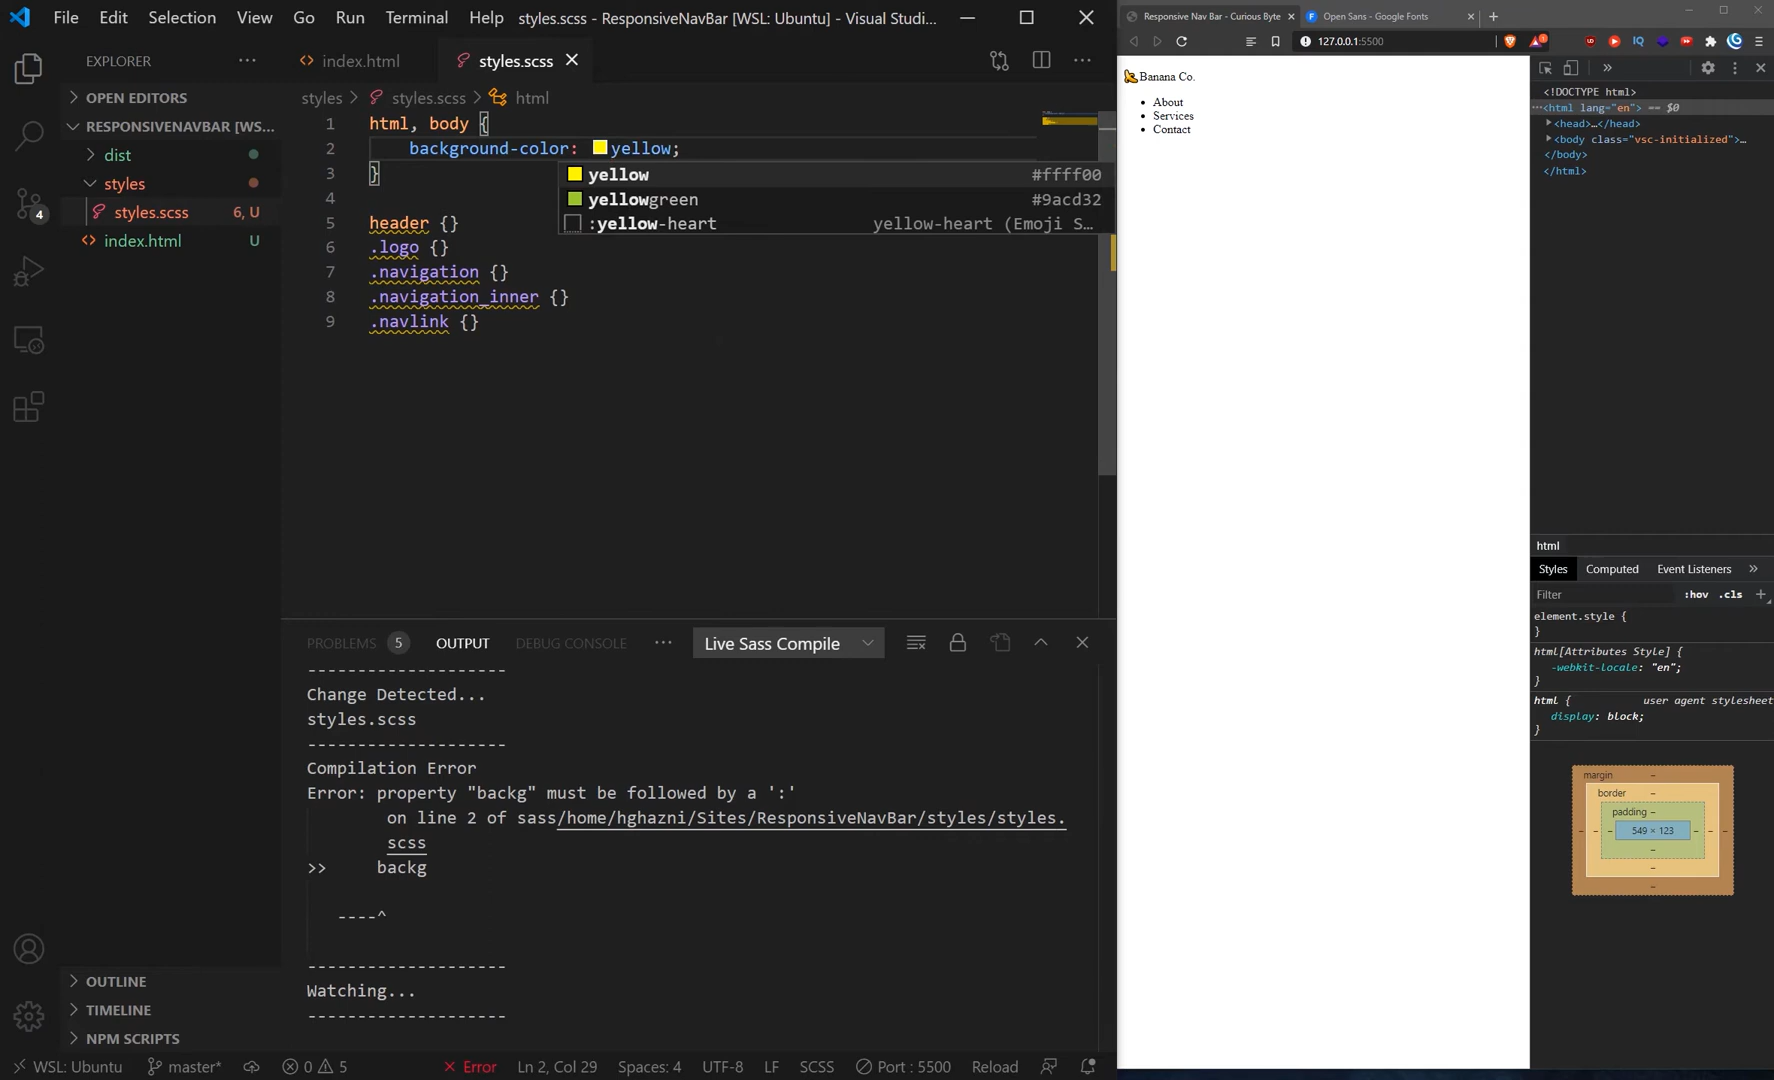 File Edit Selection View Go Run Terminal Help styles.scss - ResponsiveNavBar [WSL: Ubuntu] - Visual Studi...
EXPLORER
OPEN EDITORS
RESPONSIVENAVBAR [WS...
dist
styles
styles.scss 6, U
index.html U
4
OUTLINE
TIMELINE
NPM SCRIPTS
index.html styles.scss
styles > styles.scss > html
1 html, body {
2 background-color: yellow;
3 }
4
5 header {}
6 .logo {}
7 .navigation {}
8 .navigation_inner {}
9 .navlink {}
yellow #ffff00
yellowgreen #9acd32
:yellow-heart yellow-heart (Emoji S...
PROBLEMS 5 OUTPUT DEBUG CONSOLE ... Live Sass Compile
--------------------
Change Detected...
styles.scss
--------------------
Compilation Error
Error: property "backg" must be followed by a ':'
on line 2 of sass/home/hghazni/Sites/ResponsiveNavBar/styles/styles.
scss
>> backg
----^
--------------------
Watching...
--------------------
WSL: Ubuntu master* 0 5 Error Ln 2, Col 29 Spaces: 4 UTF-8 LF SCSS Port : 5500 Reload
Responsive Nav Bar - Curious Byte Open Sans - Google Fonts
127.0.0.1:5500
Banana Co.
About
Services
Contact
<!DOCTYPE html>
...<html lang="en"> == $0
<head>…</head>
<body class="vsc-initialized">…
</body>
</html>
html
Styles Computed Event Listeners
Filter :hov .cls +
element.style {
}
html[Attributes Style] {
-webkit-locale: "en";
}
html { user agent stylesheet
display: block;
}
margin –
border –
padding –
– – – 549 × 123 – – –
–
–
–